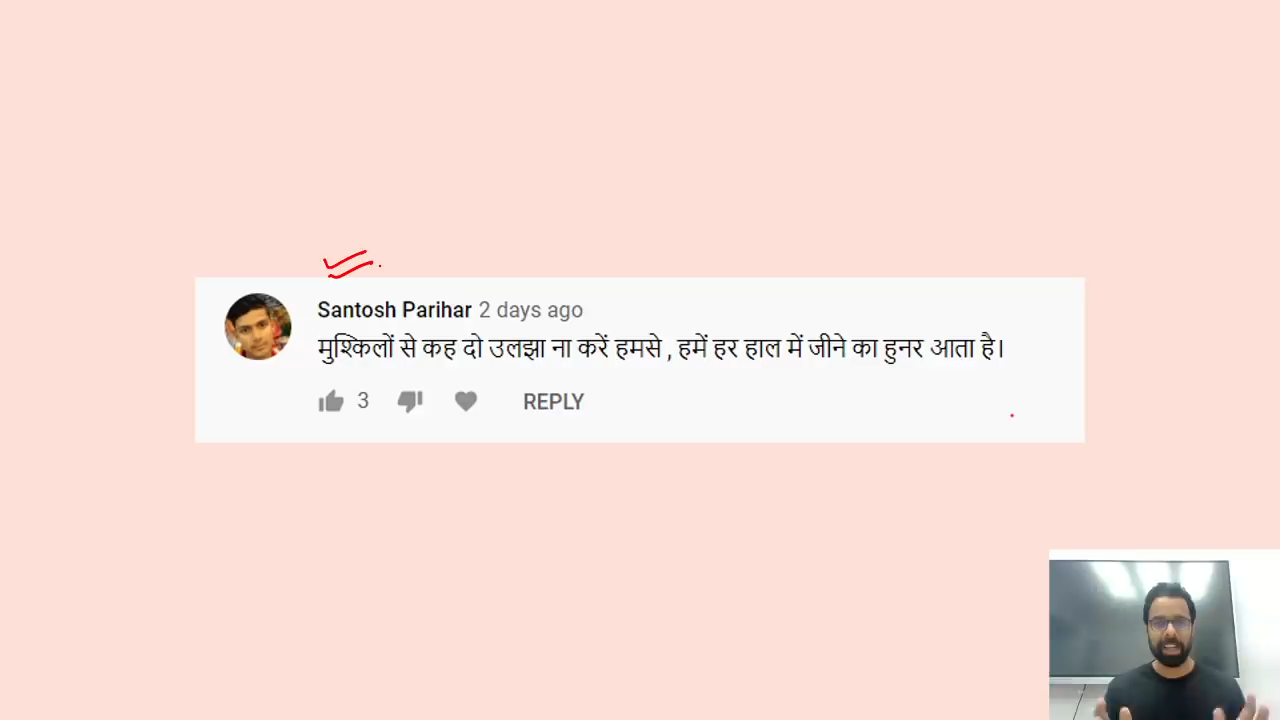 Santosh Parihar 2 days ago
मुश्किलों से कह दो उलझा ना करें हमसे , हमें हर हाल में जीने का हुनर आता है।
3 REPLY